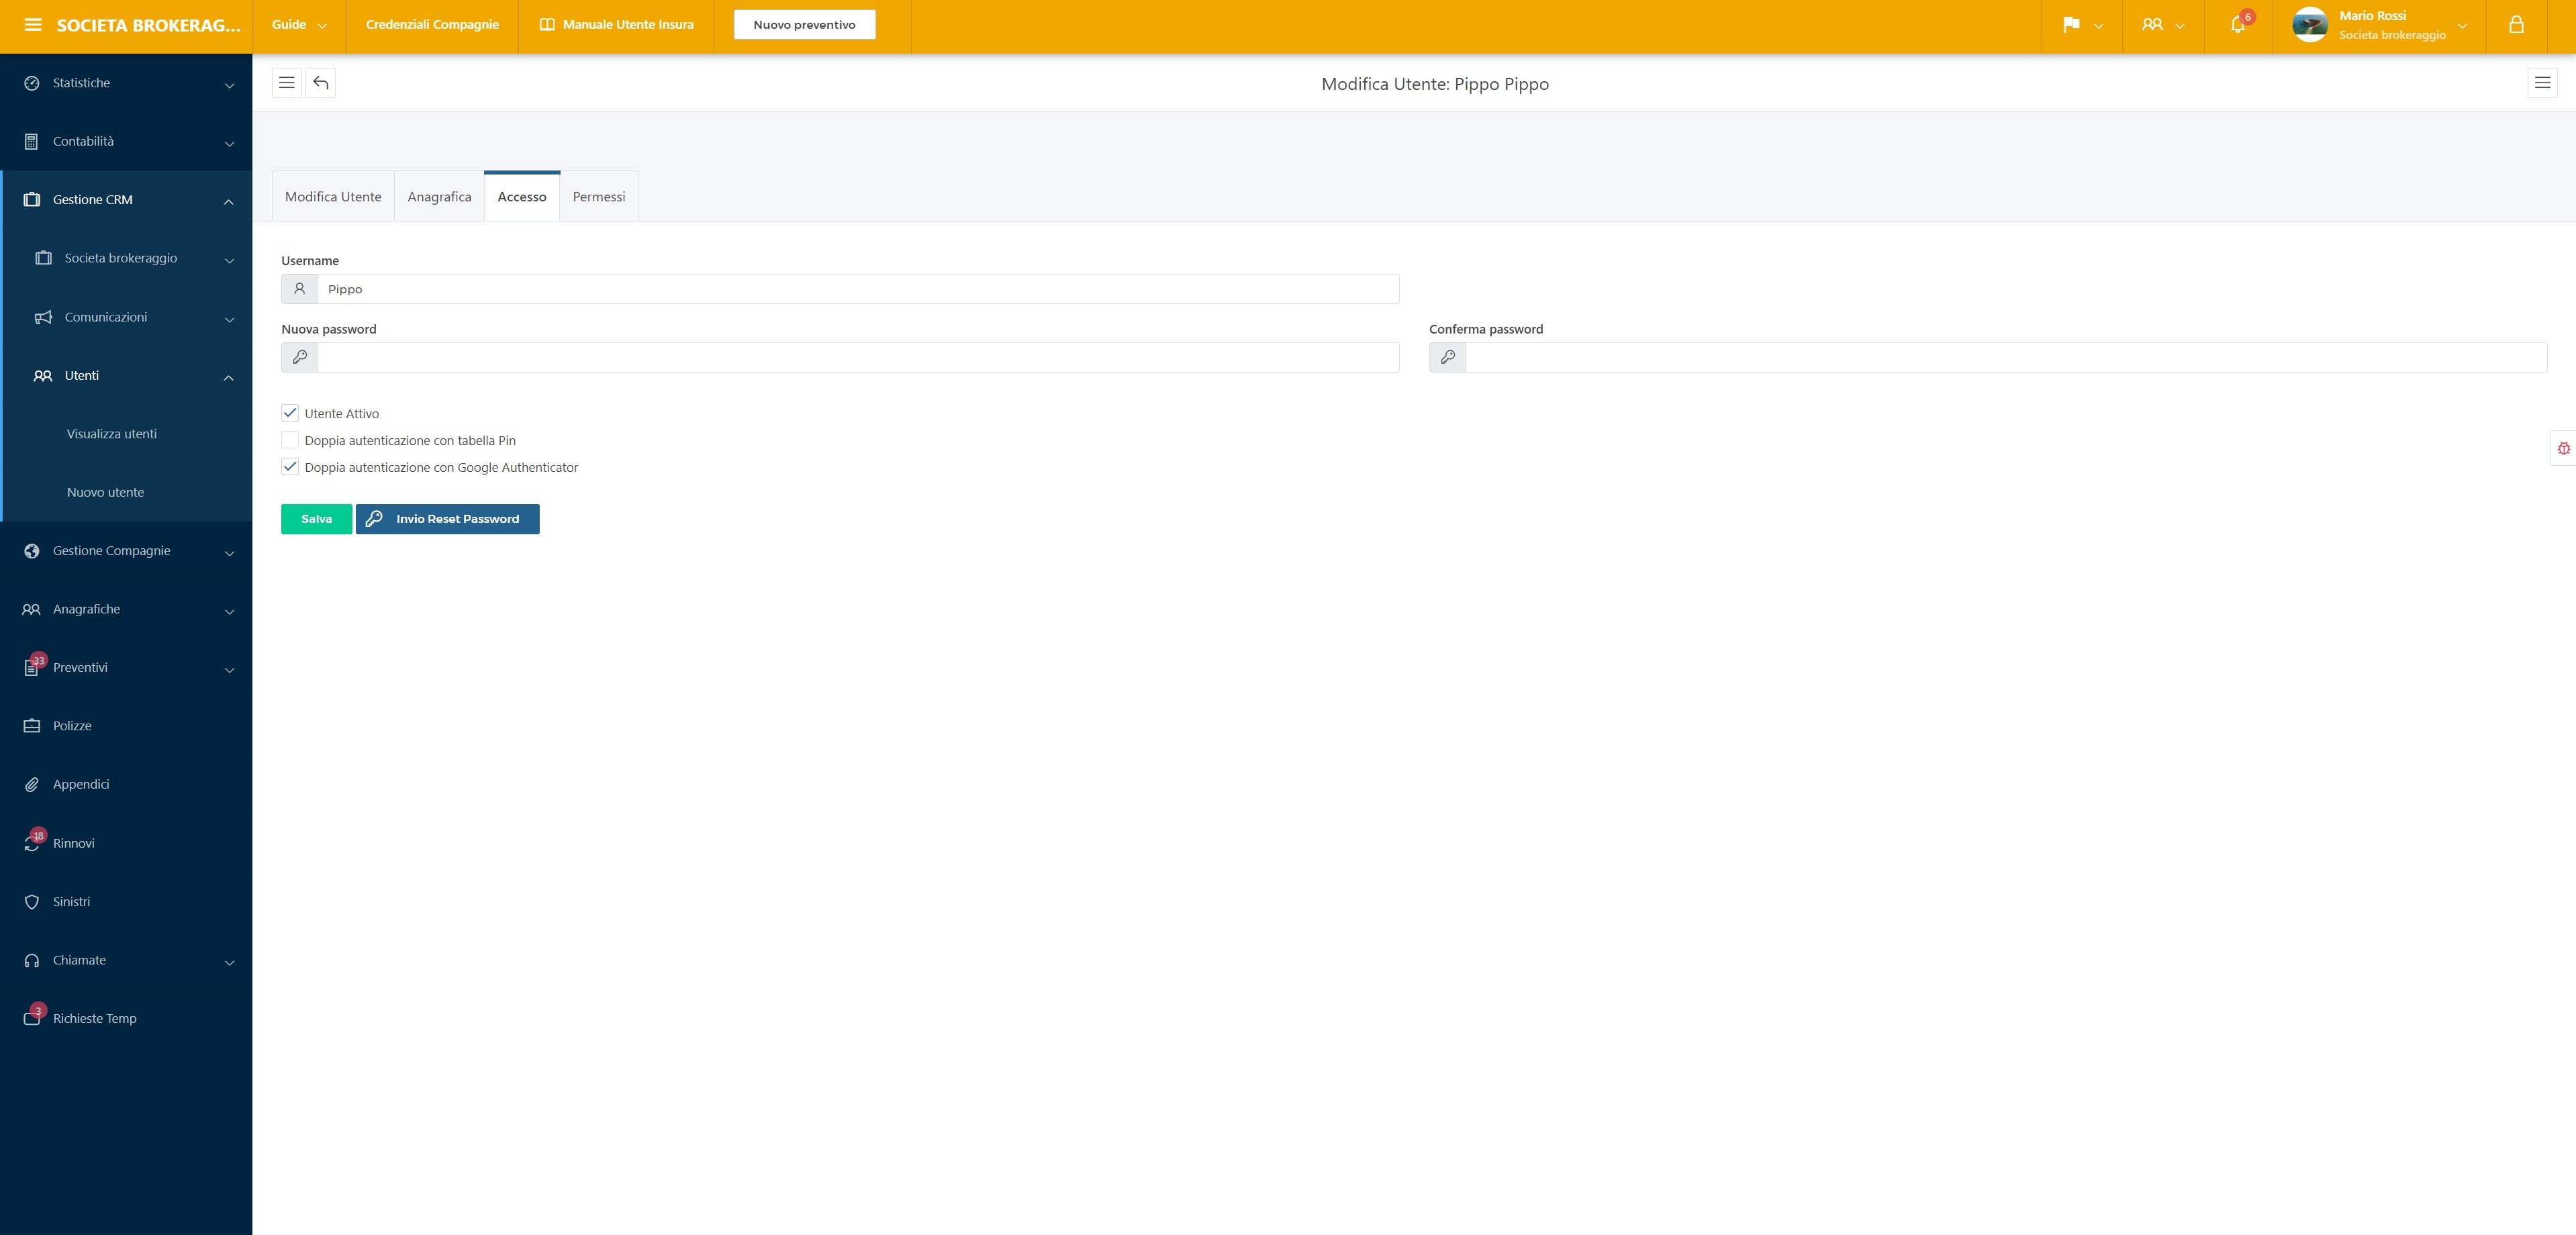 SOCIETA BROKERAG...
Guide
Credenziali Compagnie
Manuale Utente Insura
Nuovo preventivo
6
Mario Rossi
Societa brokeraggio
Statistiche
Contabilità
Gestione CRM
Societa brokeraggio
Comunicazioni
Utenti
Visualizza utenti
Nuovo utente
Gestione Compagnie
Anagrafiche
33
Preventivi
Polizze
Appendici
18
Rinnovi
Sinistri
Chiamate
3
Richieste Temp
Modifica Utente: Pippo Pippo
Modifica Utente
Anagrafica
Accesso
Permessi
Username
Pippo
Nuova password
Conferma password
Utente Attivo
Doppia autenticazione con tabella Pin
Doppia autenticazione con Google Authenticator
Salva
Invio Reset Password